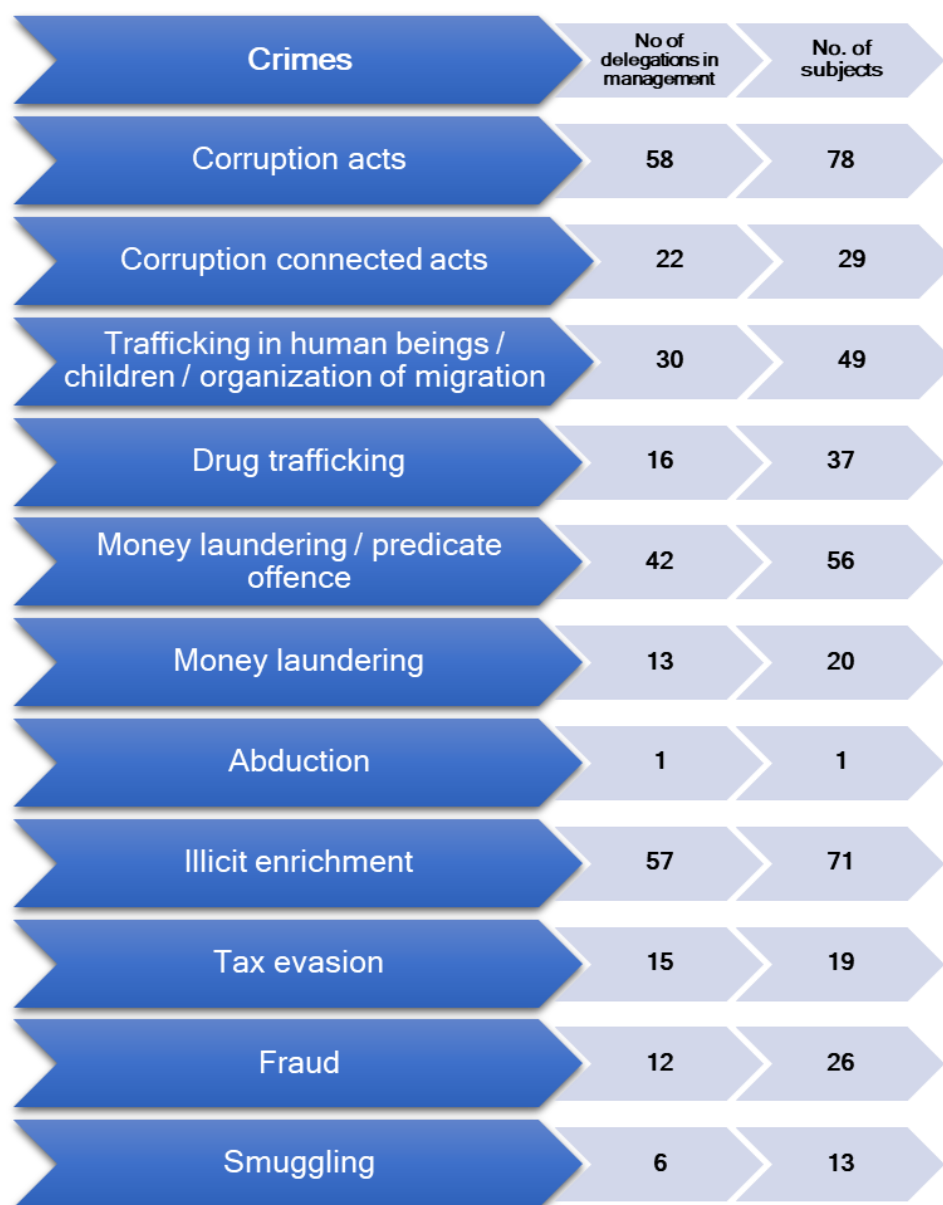 Crimes
No of
delegations in
management
No. of
subjects
Corruption acts
58
78
Corruption connected acts
22
29
Trafficking in human beings /
children / organization of migration
30
49
Drug trafficking
16
37
Money laundering / predicate
offence
42
56
Money laundering
13
20
Abduction
1
1
Illicit enrichment
57
71
Tax evasion
15
19
Fraud
12
26
Smuggling
6
13